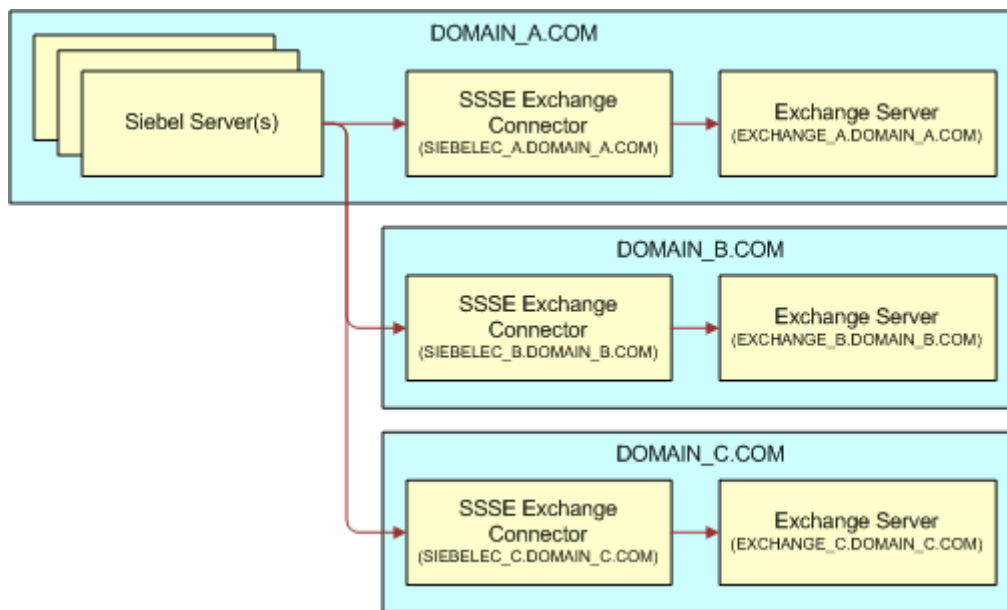 DOMAIN_A.COM
Siebel Server(s)
SSSE Exchange
Connector
(SIEBELEC_A.DOMAIN_A.COM)
Exchange Server
(EXCHANGE_A.DOMAIN_A.COM)
DOMAIN_B.COM
SSSE Exchange
Connector
(SIEBELEC_B.DOMAIN_B.COM)
Exchange Server
(EXCHANGE_B.DOMAIN_B.COM)
DOMAIN_C.COM
SSSE Exchange
Connector
(SIEBELEC_C.DOMAIN_C.COM)
Exchange Server
(EXCHANGE_C.DOMAIN_C.COM)